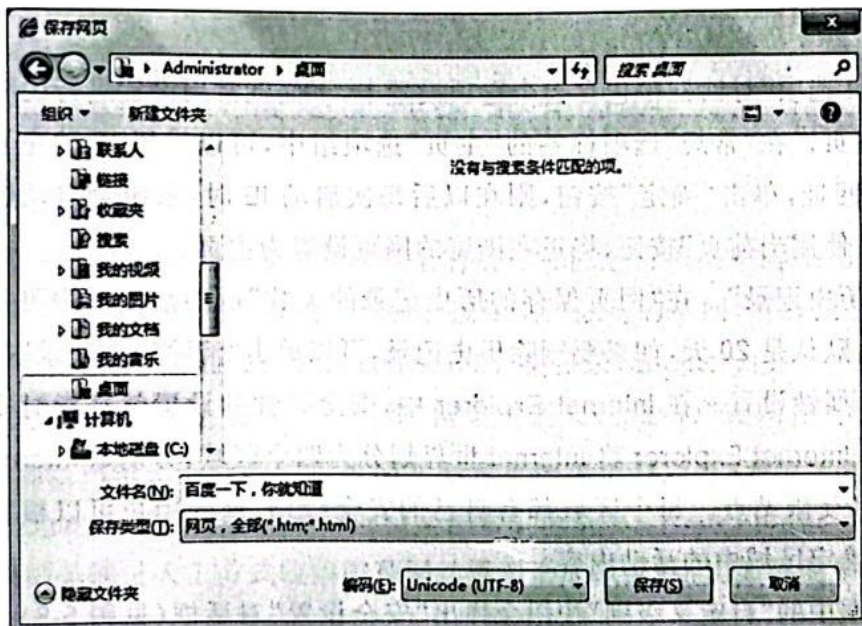 保存网页
Administrator 桌面
搜索 桌面
组织 新建文件夹
联系人
链接
收藏夹
搜索
我的视频
我的图片
我的文档
我的音乐
桌面
计算机
本地磁盘 (C:)
没有与搜索条件匹配的项。
文件名(N): 百度一下，你就知道
保存类型(T): 网页，全部(*.htm;*.html)
隐藏文件夹
编码(E): Unicode (UTF-8)
保存(S)
取消